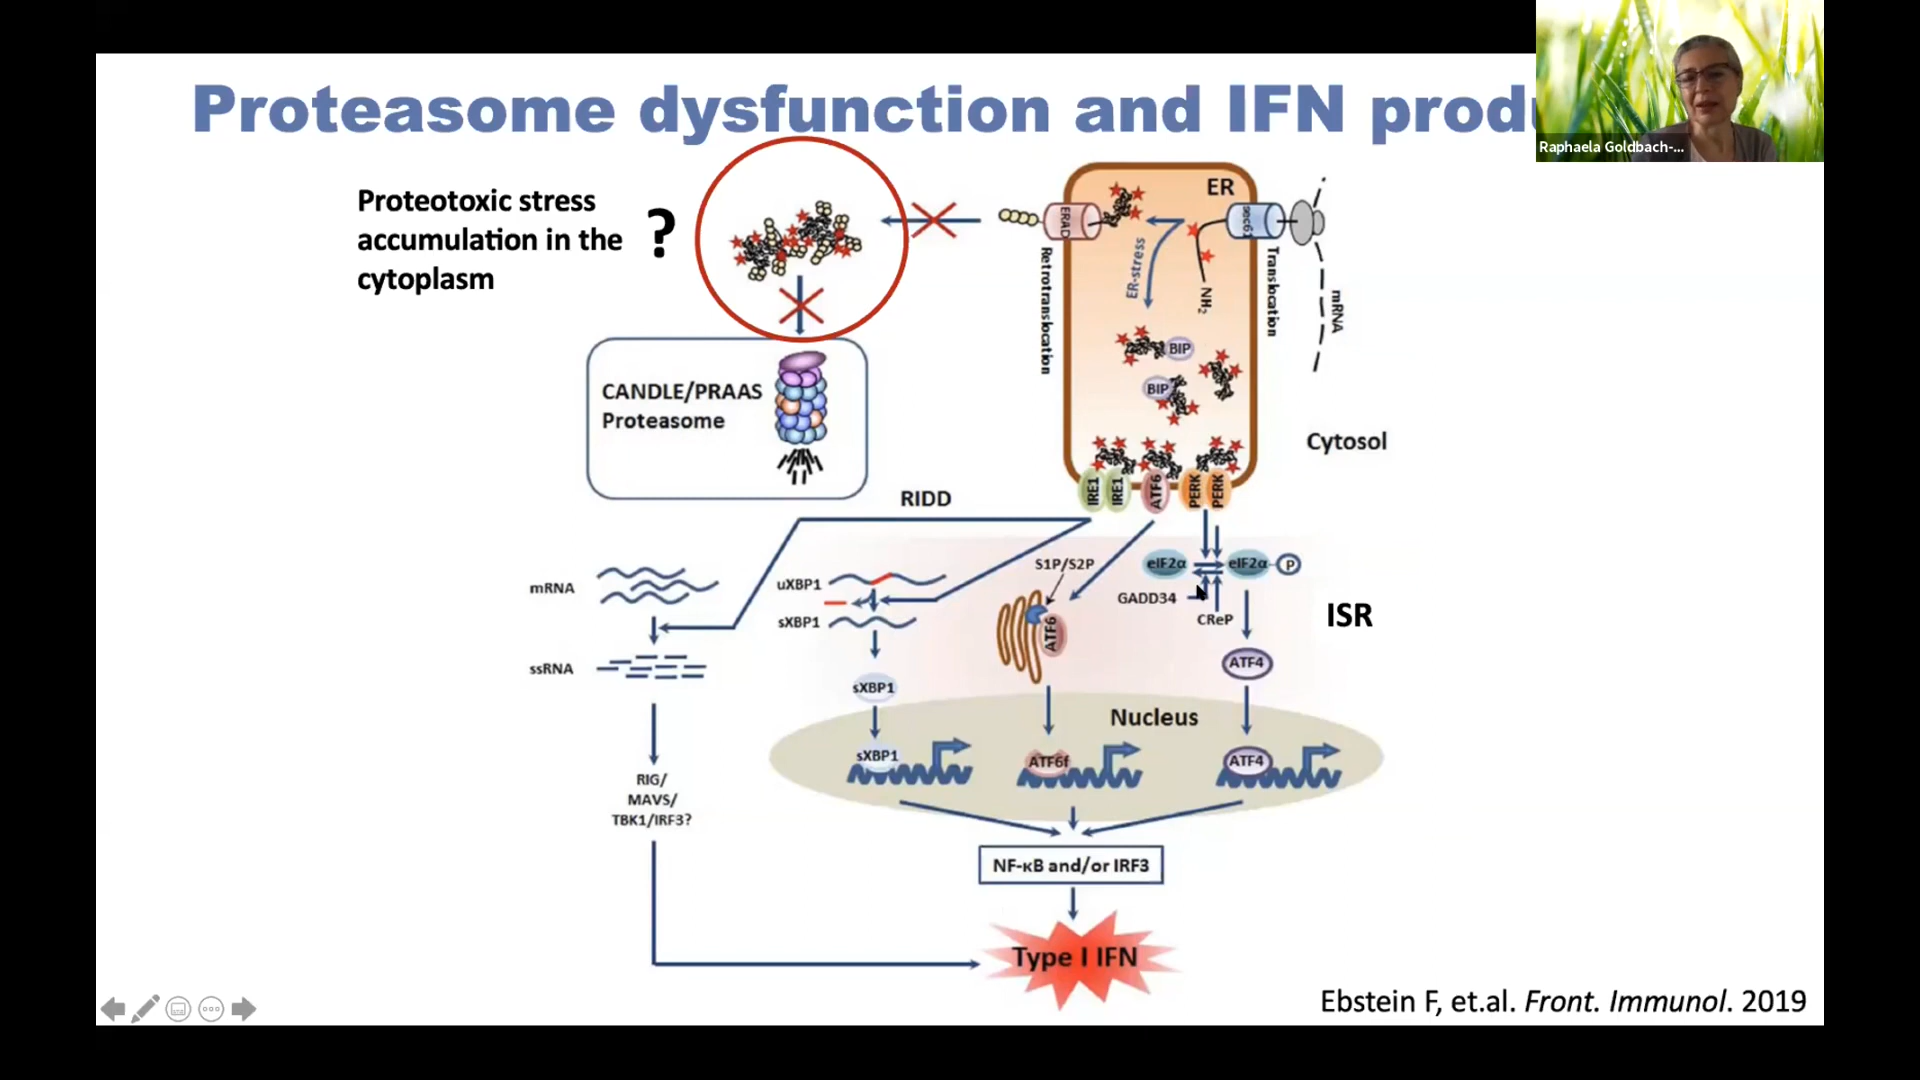 Proteasome dysfunction and IFN prod
Raphaela Goldbach-...
Proteotoxic stress
accumulation in the
cytoplasm
?
ER
ERAD
sec61
Retrotranslocation
ER-stress
NH2
Translocation
mRNA
BIP
BIP
CANDLE/PRAAS
Proteasome
Cytosol
IRE1
IRE1
ATF6
PERK
PERK
RIDD
mRNA
ssRNA
uXBP1
sXBP1
sXBP1
S1P/S2P
ATF6
eIF2α
eIF2α
P
GADD34
CReP
ISR
ATF4
Nucleus
sXBP1
ATF6f
ATF4
RIG/
MAVS/
TBK1/IRF3?
NF-κB and/or IRF3
Type I IFN
Ebstein F, et.al. Front. Immunol. 2019